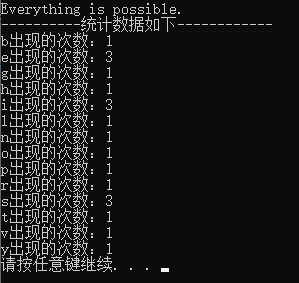 Everything is possible.
----------统计数据如下------------
b出现的次数：1
e出现的次数：3
g出现的次数：1
h出现的次数：1
i出现的次数：3
l出现的次数：1
n出现的次数：1
o出现的次数：1
p出现的次数：1
r出现的次数：1
s出现的次数：3
t出现的次数：1
v出现的次数：1
y出现的次数：1
请按任意键继续. . .